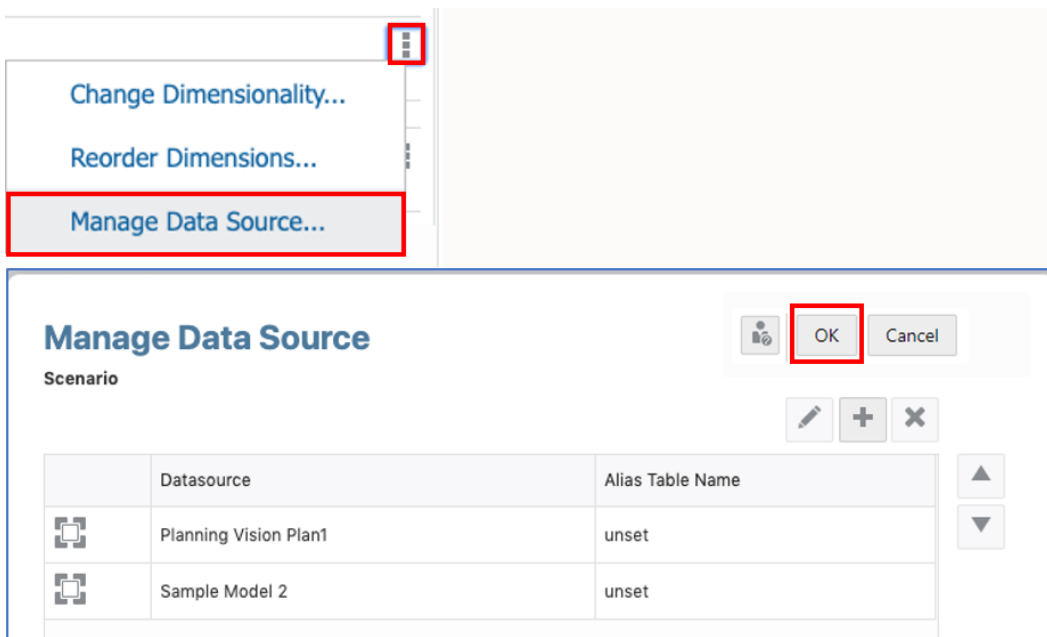 Change Dimensionality...
Reorder Dimensions...
Manage Data Source...
Manage Data Source
OK
Cancel
Scenario
Datasource
Alias Table Name
Planning Vision Plan1
unset
Sample Model 2
unset